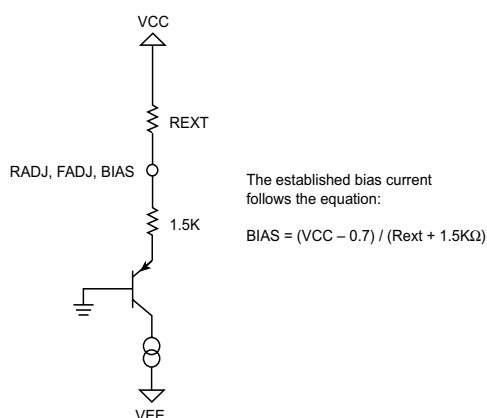 VCC
REXT
RADJ, FADJ, BIAS
1.5K
The established bias current
follows the equation:
BIAS = (VCC – 0.7) / (Rext + 1.5KΩ)
VEE